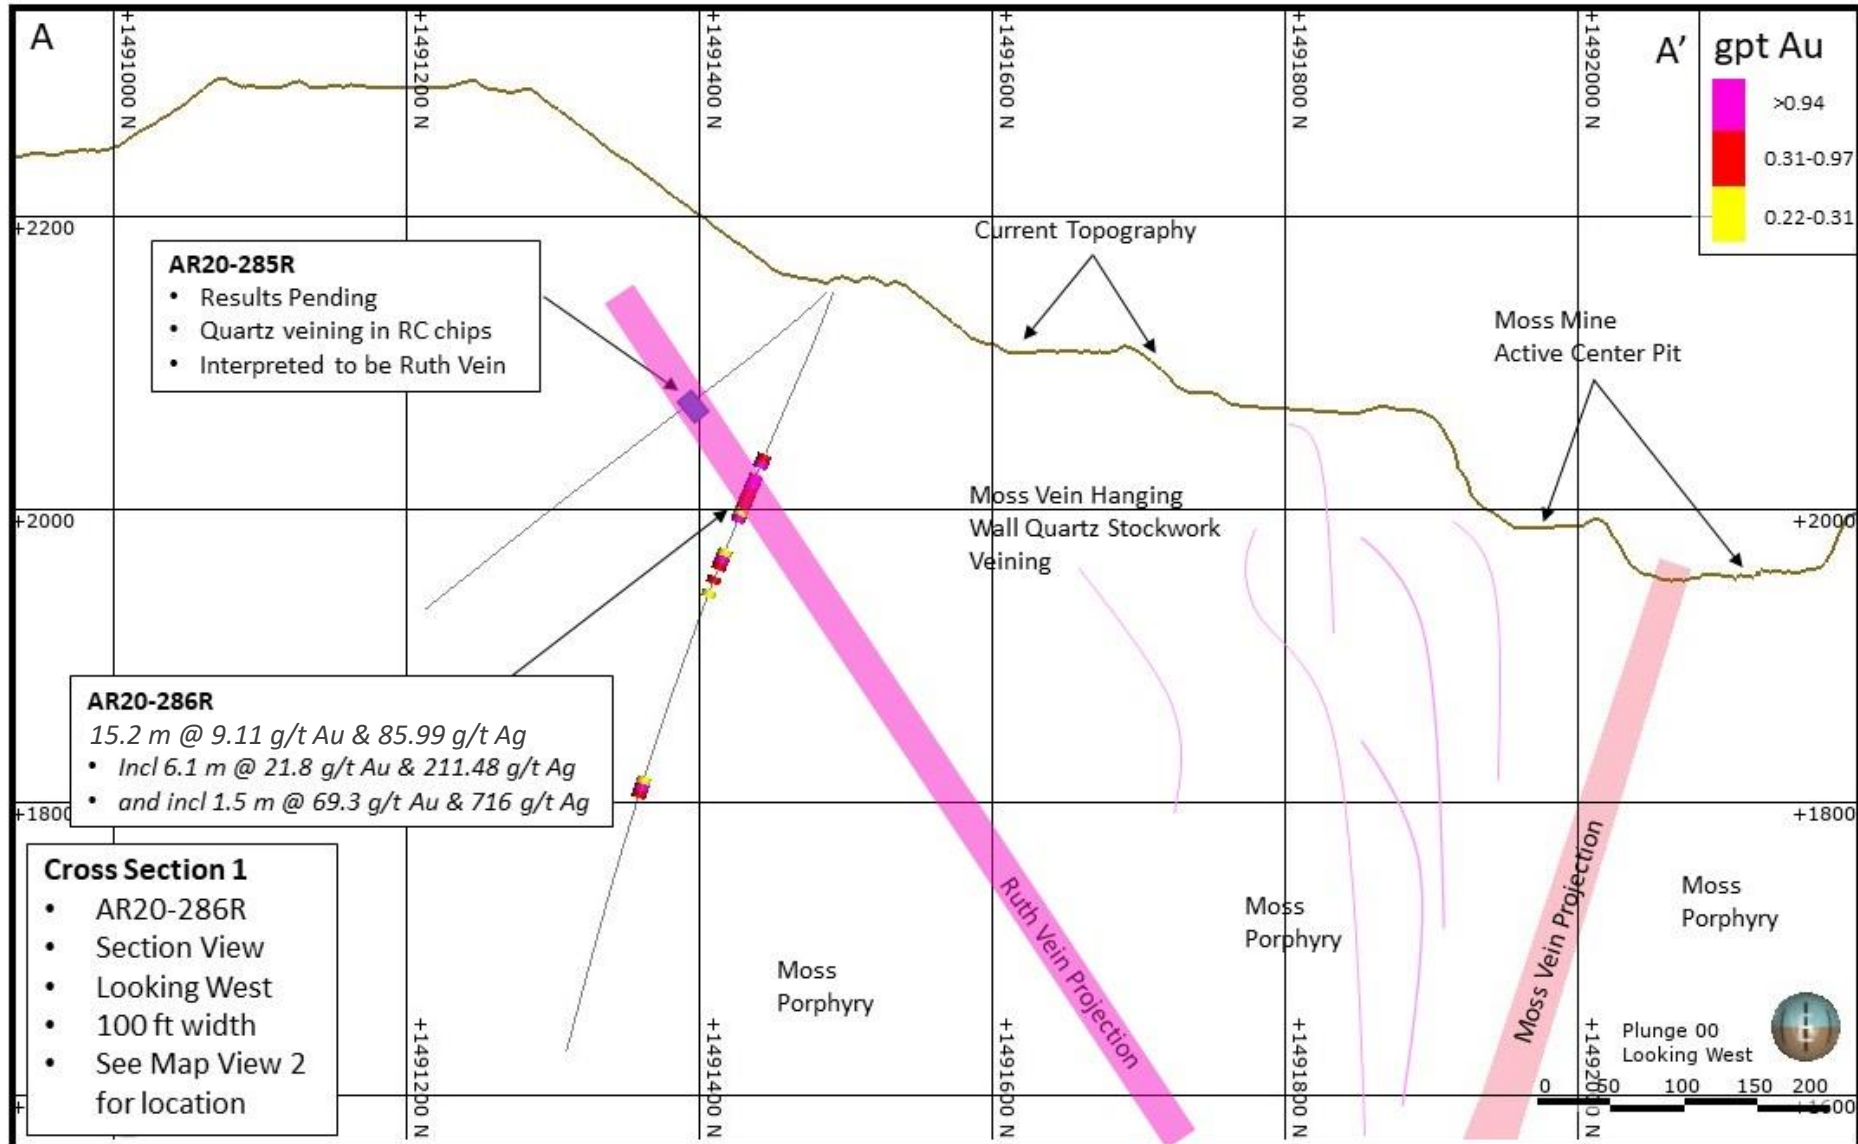 A
+1491000 N
+1491200 N
+1491400 N
+1491600 N
+1491800 N
+1492000 N
A'
gpt Au
>0.94
0.31-0.97
0.22-0.31
+2200
Current Topography
AR20-285R
• Results Pending
• Quartz veining in RC chips
• Interpreted to be Ruth Vein
Moss Mine
Active Center Pit
+2000
+2000
Moss Vein Hanging
Wall Quartz Stockwork
Veining
AR20-286R
15.2 m @ 9.11 g/t Au & 85.99 g/t Ag
• Incl 6.1 m @ 21.8 g/t Au & 211.48 g/t Ag
• and incl 1.5 m @ 69.3 g/t Au & 716 g/t Ag
+1800
+1800
Cross Section 1
• AR20-286R
• Section View
• Looking West
• 100 ft width
• See Map View 2
for location
Ruth Vein Projection
Moss Vein Projection
Moss
Porphyry
Moss
Porphyry
Moss
Porphyry
Plunge 00
Looking West
0 50 100 150 200
+1600
+1491200 N
+1491400 N
+1491600 N
+1491800 N
+1492000 N